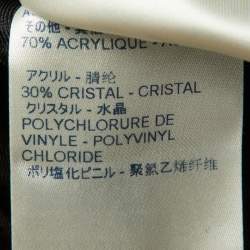 その他 -
70% ACRYLIQUE - A
アクリル - 腈纶
30% CRISTAL - CRISTAL
クリスタル - 水晶
POLYCHLORURE DE
VINYLE - POLYVINYL
CHLORIDE
ポリ塩化ビニル - 聚氯乙烯纤维